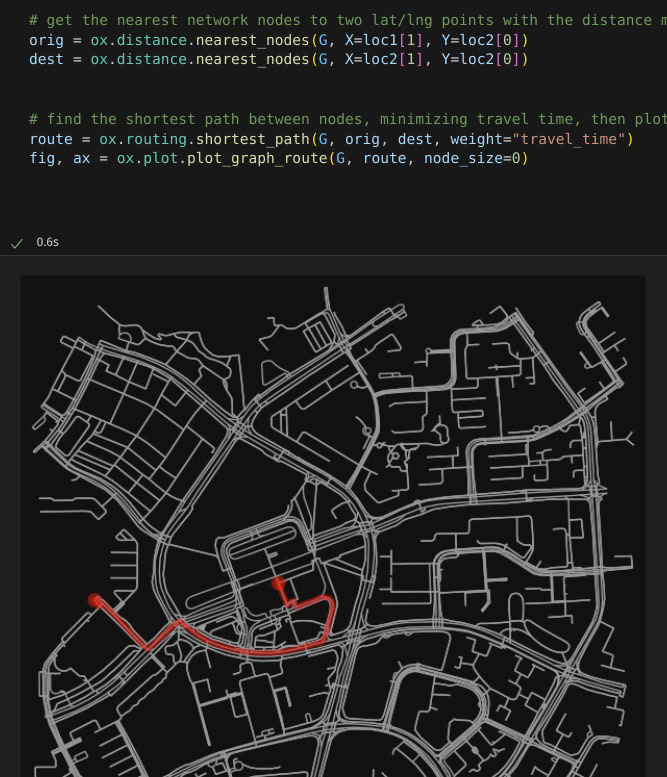 # get the nearest network nodes to two lat/lng points with the distance m
orig = ox.distance.nearest_nodes(G, X=loc1[1], Y=loc2[0])
dest = ox.distance.nearest_nodes(G, X=loc2[1], Y=loc2[0])
# find the shortest path between nodes, minimizing travel time, then plot
route = ox.routing.shortest_path(G, orig, dest, weight="travel_time")
fig, ax = ox.plot.plot_graph_route(G, route, node_size=0)
0.6s